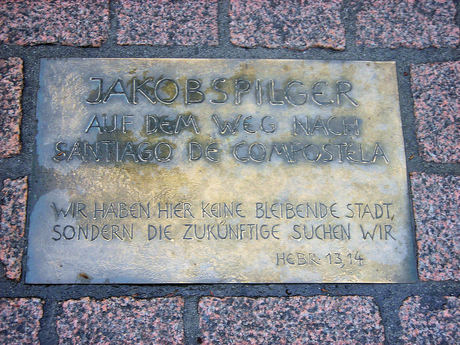 JAKOBSPILGER
AUF DEM WEG NACH
SANTIAGO DE COMPOSTELA
WIR HABEN HIER KEINE BLEIBENDE STADT,
SONDERN DIE ZUKÜNFTIGE SUCHEN WIR
HEBR. 13,14